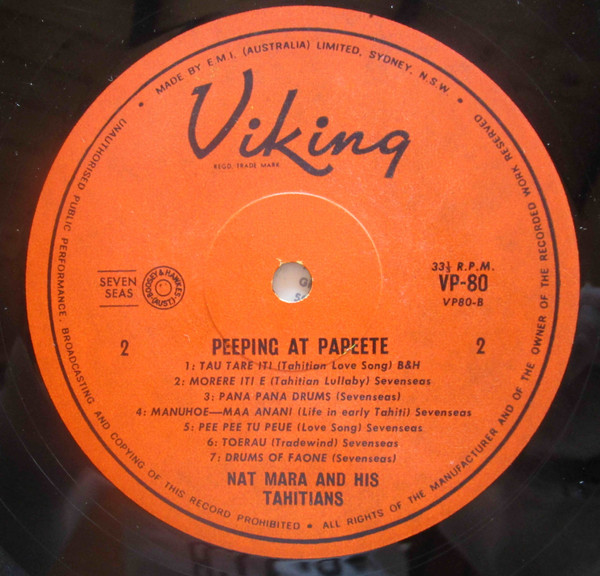 MADE BY E.M.I. (AUSTRALIA) LIMITED, SYDNEY, N.S.W.
Viking
REGD. TRADE MARK
SEVEN
SEAS
BOOSEY & HAWKES (AUST.)
33⅓ R.P.M.
VP-80
VP80-B
2
PEEPING AT PAPEETE
2
1: TAU TARE ITI (Tahitian Love Song) B&H
2: MORERE ITI E (Tahitian Lullaby) Sevenseas
3: PANA PANA DRUMS (Sevenseas)
4: MANUHOE—MAA ANANI (Life in early Tahiti) Sevenseas
5: PEE PEE TU PEUE (Love Song) Sevenseas
6: TOERAU (Tradewind) Sevenseas
7: DRUMS OF FAONE (Sevenseas)
NAT MARA AND HIS
TAHITIANS
UNAUTHORISED PUBLIC PERFORMANCE, BROADCASTING AND COPYING OF THIS RECORD PROHIBITED • ALL RIGHTS OF THE MANUFACTURER AND OF THE OWNER OF THE RECORDED WORK RESERVED